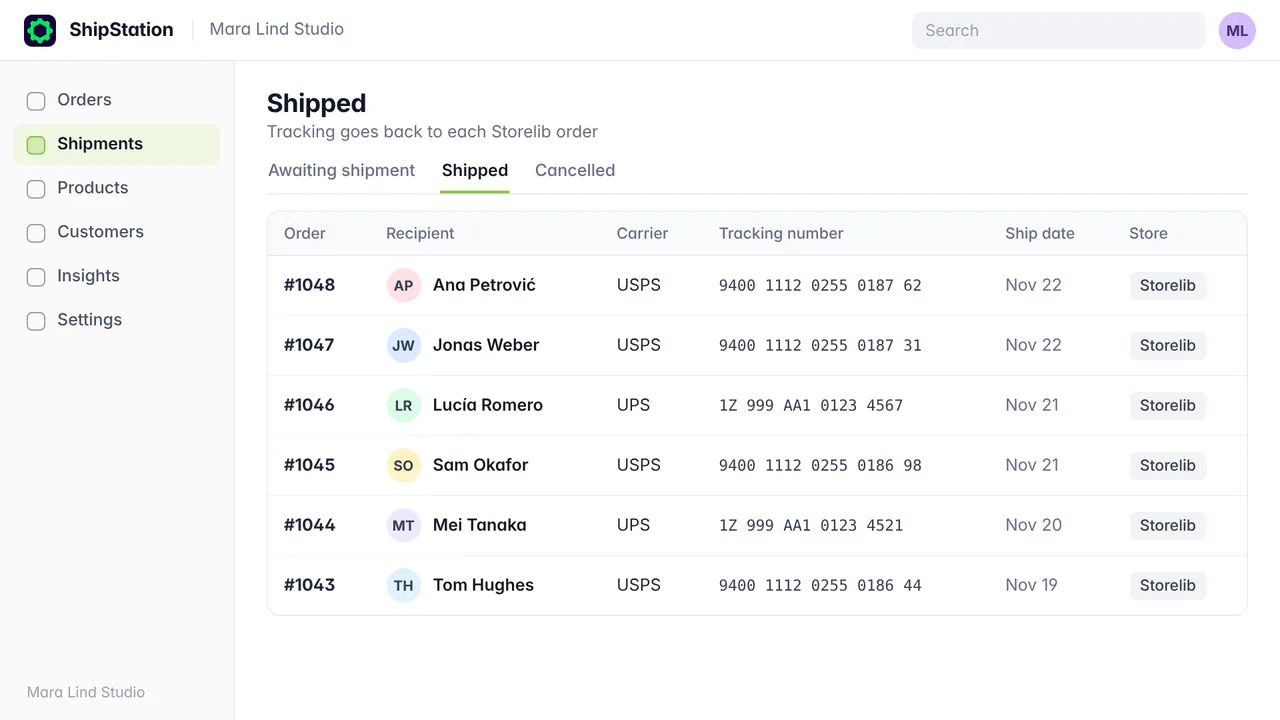 ShipStation
Mara Lind Studio
Search
ML
Orders
Shipments
Products
Customers
Insights
Settings
Mara Lind Studio
Shipped
Tracking goes back to each Storelib order
Awaiting shipment Shipped Cancelled
Order Recipient Carrier Tracking number Ship date Store
#1048 AP Ana Petrović USPS 9400 1112 0255 0187 62 Nov 22 Storelib
#1047 JW Jonas Weber USPS 9400 1112 0255 0187 31 Nov 22 Storelib
#1046 LR Lucía Romero UPS 1Z 999 AA1 0123 4567 Nov 21 Storelib
#1045 SO Sam Okafor USPS 9400 1112 0255 0186 98 Nov 21 Storelib
#1044 MT Mei Tanaka UPS 1Z 999 AA1 0123 4521 Nov 20 Storelib
#1043 TH Tom Hughes USPS 9400 1112 0255 0186 44 Nov 19 Storelib